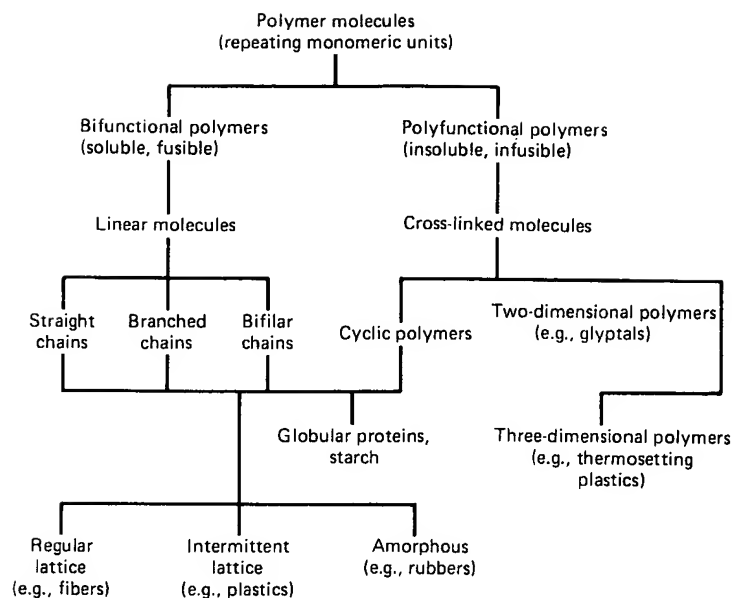 Polymer molecules
(repeating monomeric units)
Bifunctional polymers
(soluble, fusible)
Polyfunctional polymers
(insoluble, infusible)
Linear molecules
Cross-linked molecules
Straight
chains
Branched
chains
Bifilar
chains
Cyclic polymers
Two-dimensional polymers
(e.g., glyptals)
Globular proteins,
starch
Three-dimensional polymers
(e.g., thermosetting
plastics)
Regular
lattice
(e.g., fibers)
Intermittent
lattice
(e.g., plastics)
Amorphous
(e.g., rubbers)